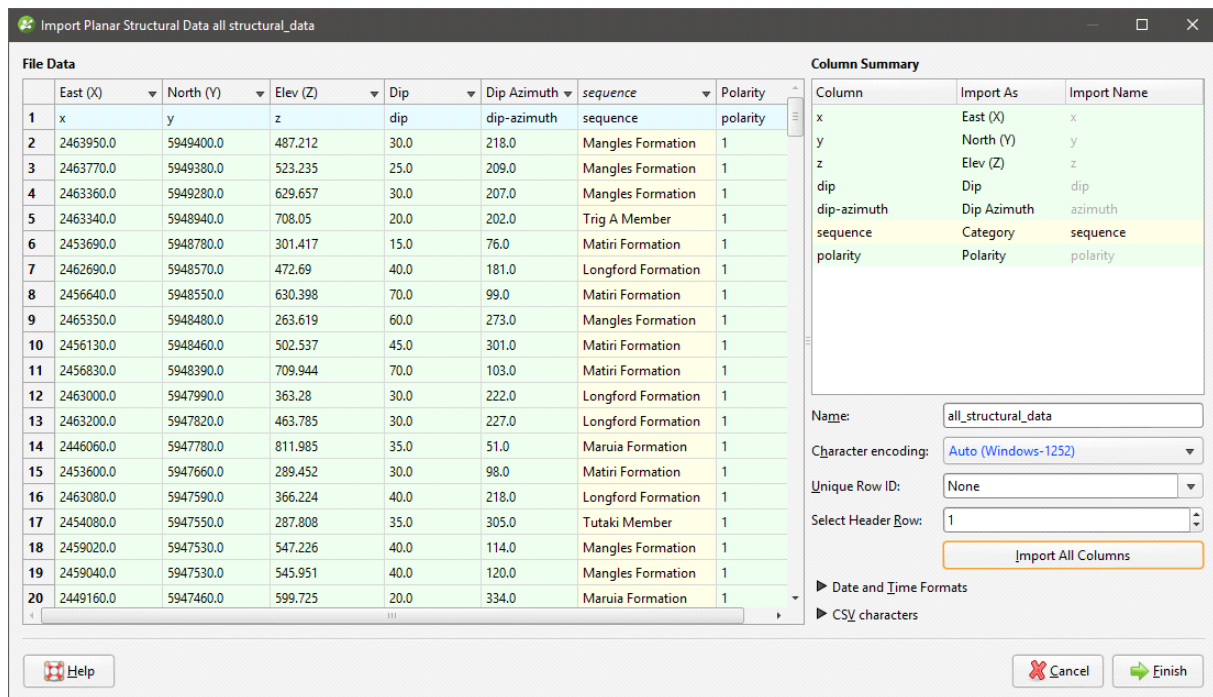 Import Planar Structural Data all structural_data
File Data
East (X) North (Y) Elev (Z) Dip Dip Azimuth sequence Polarity
1 x y z dip dip-azimuth sequence polarity
2 2463950.0 5949400.0 487.212 30.0 218.0 Mangles Formation 1
3 2463770.0 5949380.0 523.235 25.0 209.0 Mangles Formation 1
4 2463360.0 5949280.0 629.657 30.0 207.0 Mangles Formation 1
5 2463340.0 5948940.0 708.05 20.0 202.0 Trig A Member 1
6 2453690.0 5948780.0 301.417 15.0 76.0 Matiri Formation 1
7 2462690.0 5948570.0 472.69 40.0 181.0 Longford Formation 1
8 2456640.0 5948550.0 630.398 70.0 99.0 Matiri Formation 1
9 2465350.0 5948480.0 263.619 60.0 273.0 Mangles Formation 1
10 2456130.0 5948460.0 502.537 45.0 301.0 Matiri Formation 1
11 2456830.0 5948390.0 709.944 70.0 103.0 Matiri Formation 1
12 2463000.0 5947990.0 363.28 30.0 222.0 Longford Formation 1
13 2463200.0 5947820.0 463.785 30.0 227.0 Longford Formation 1
14 2446060.0 5947780.0 811.985 35.0 51.0 Maruia Formation 1
15 2453600.0 5947660.0 289.452 30.0 98.0 Matiri Formation 1
16 2463080.0 5947590.0 366.224 40.0 218.0 Longford Formation 1
17 2454080.0 5947550.0 287.808 35.0 305.0 Tutaki Member 1
18 2459020.0 5947530.0 547.226 40.0 114.0 Mangles Formation 1
19 2459040.0 5947530.0 545.951 40.0 120.0 Mangles Formation 1
20 2449160.0 5947460.0 599.725 20.0 334.0 Maruia Formation 1
Column Summary
Column Import As Import Name
x East (X) x
y North (Y) y
z Elev (Z) z
dip Dip dip
dip-azimuth Dip Azimuth azimuth
sequence Category sequence
polarity Polarity polarity
Name: all_structural_data
Character encoding: Auto (Windows-1252)
Unique Row ID: None
Select Header Row: 1
Import All Columns
Date and Time Formats
CSV characters
Help
Cancel
Finish